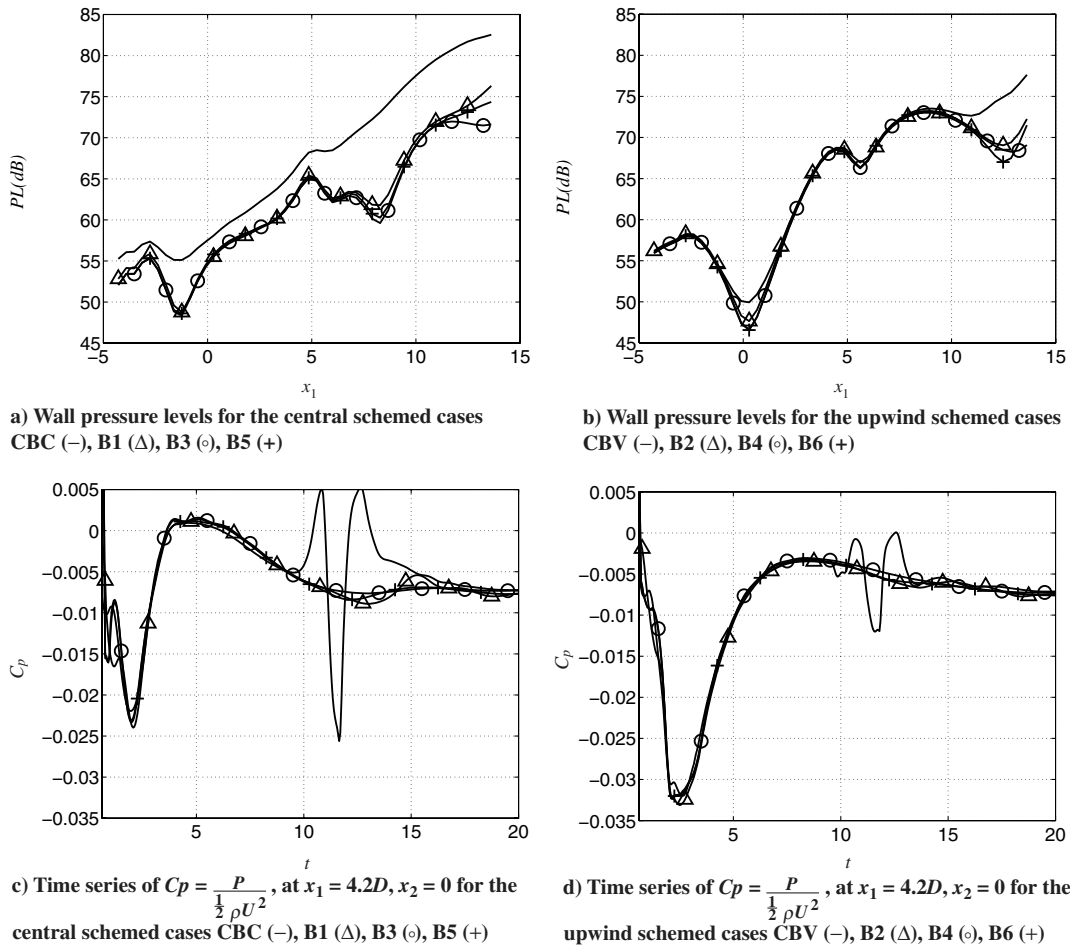 85
80
75
70
65
60
55
50
45
PL(dB)
−5 0 5 10 15
x1
a) Wall pressure levels for the central schemed cases
CBC (−), B1 (Δ), B3 (○), B5 (+)
85
80
75
70
65
60
55
50
45
PL(dB)
−5 0 5 10 15
x1
b) Wall pressure levels for the upwind schemed cases
CBV (−), B2 (Δ), B4 (○), B6 (+)
0.005
0
−0.005
−0.01
−0.015
−0.02
−0.025
−0.03
−0.035
Cp
5 10 15 20
t
c) Time series of Cp = P / ½ ρU², at x1 = 4.2D, x2 = 0 for the
central schemed cases CBC (−), B1 (Δ), B3 (○), B5 (+)
0.005
0
−0.005
−0.01
−0.015
−0.02
−0.025
−0.03
−0.035
Cp
5 10 15 20
t
d) Time series of Cp = P / ½ ρU², at x1 = 4.2D, x2 = 0 for the
upwind schemed cases CBV (−), B2 (Δ), B4 (○), B6 (+)